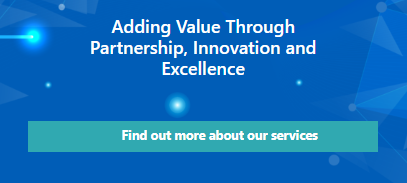 Adding Value Through
Partnership, Innovation and
Excellence
Find out more about our services